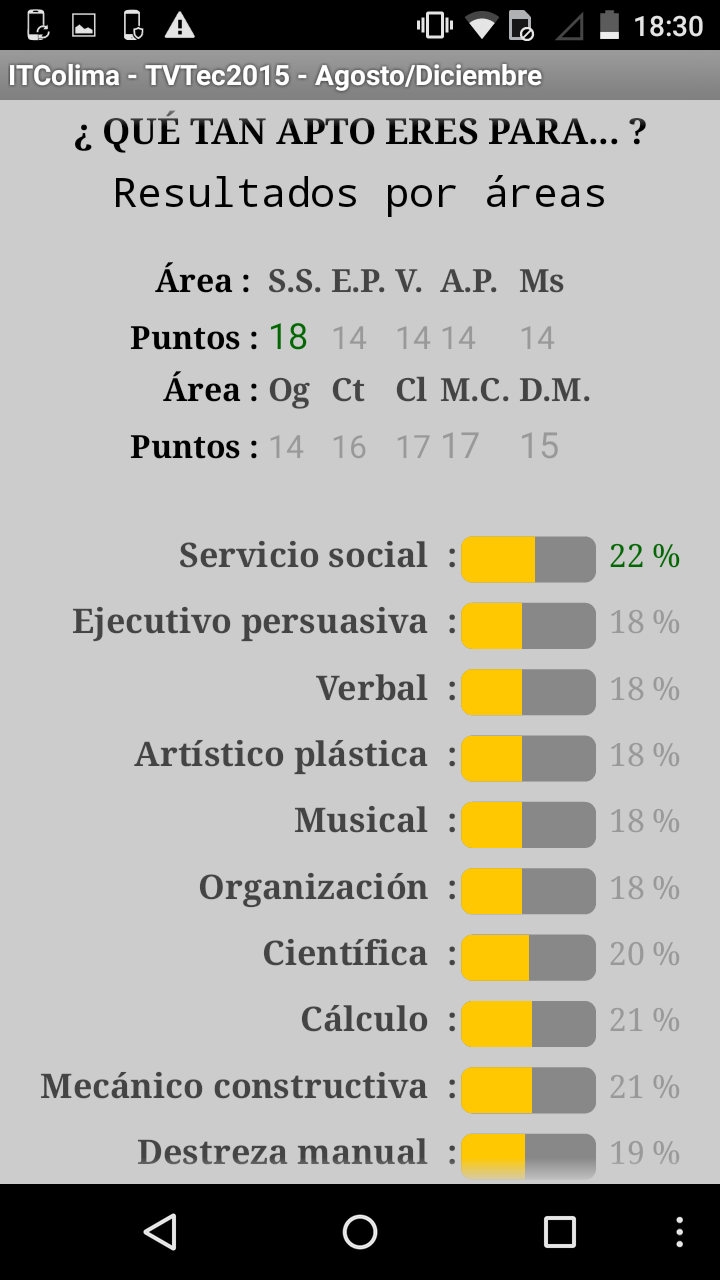 18:30
ITColima - TVTec2015 - Agosto/Diciembre
¿ QUÉ TAN APTO ERES PARA... ?
Resultados por áreas
Área : S.S. E.P. V. A.P. Ms
Puntos : 18 14 14 14 14
Área : Og Ct Cl M.C. D.M.
Puntos : 14 16 17 17 15
Servicio social : 22 %
Ejecutivo persuasiva : 18 %
Verbal : 18 %
Artístico plástica : 18 %
Musical : 18 %
Organización : 18 %
Científica : 20 %
Cálculo : 21 %
Mecánico constructiva : 21 %
Destreza manual : 19 %